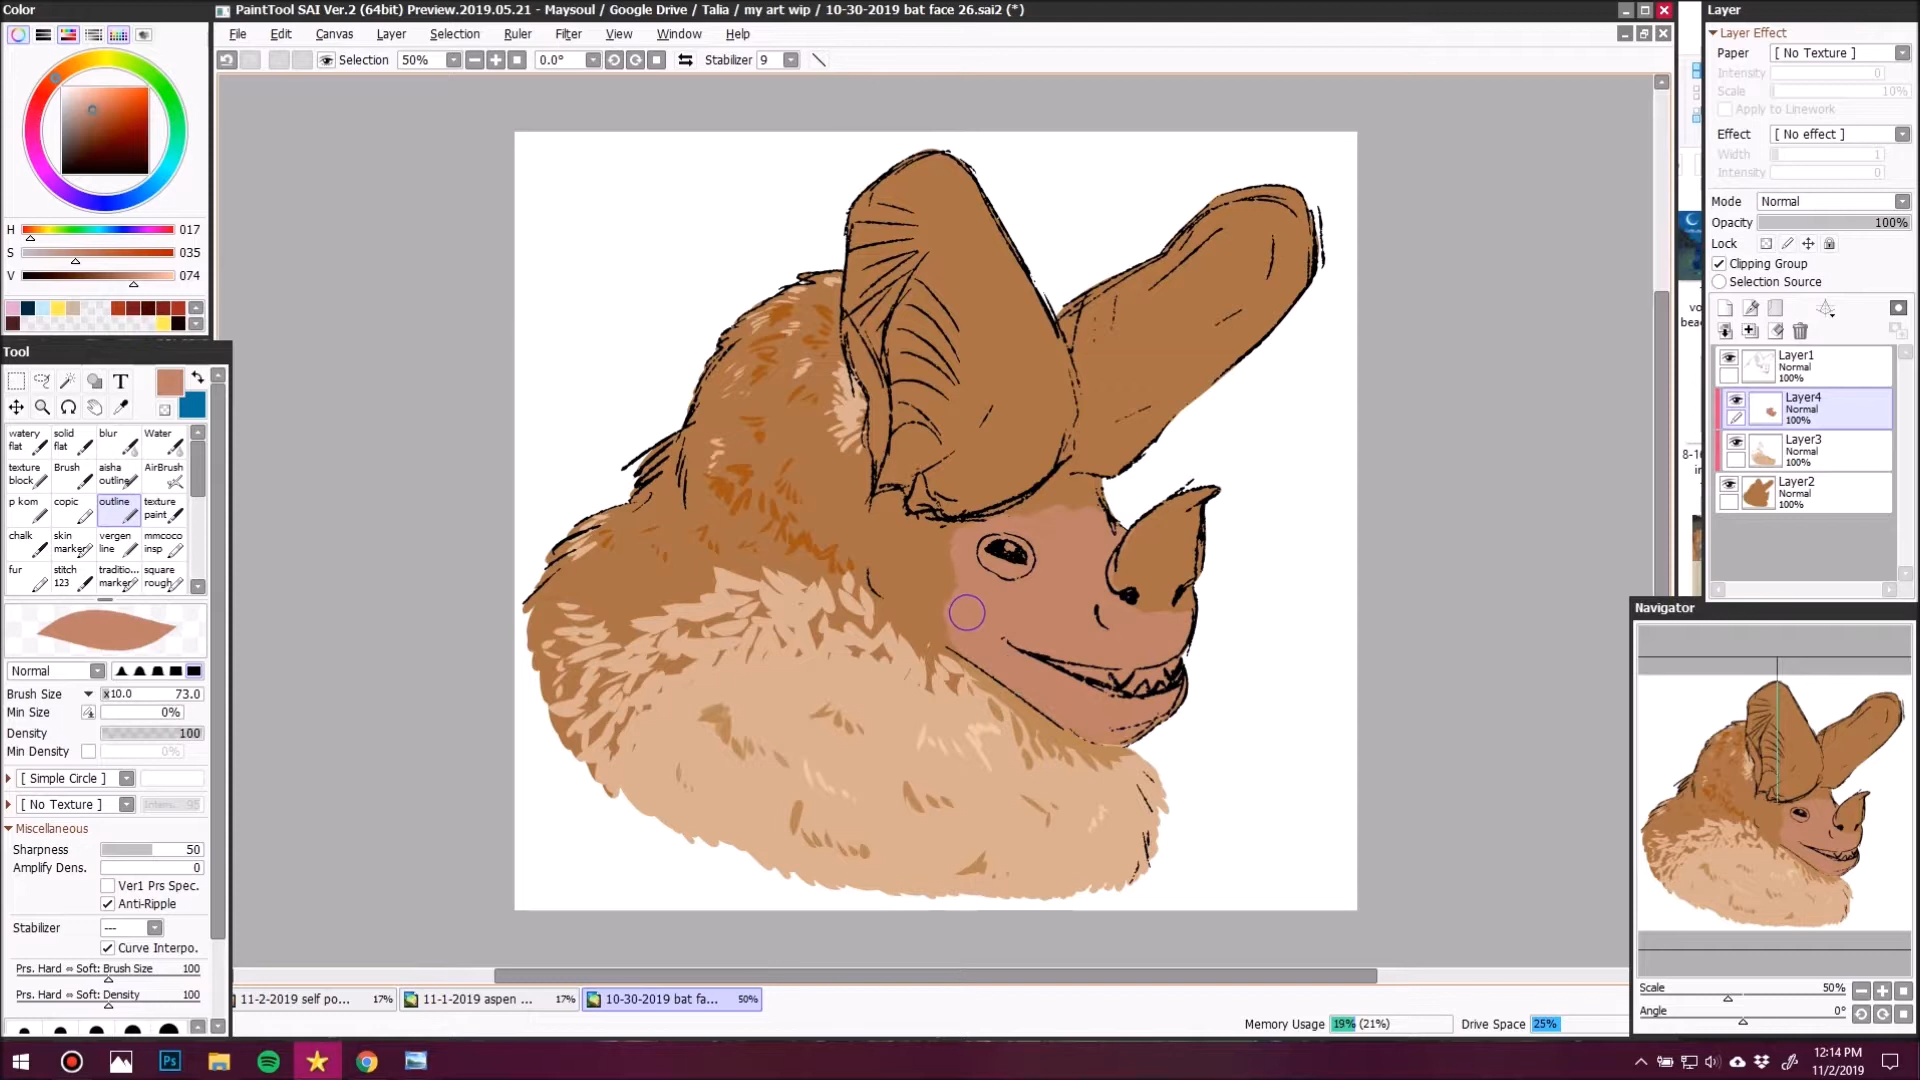 Color
PaintTool SAI Ver.2 (64bit) Preview.2019.05.21 - Maysoul / Google Drive / Talia / my art wip / 10-30-2019 bat face 26.sai2 (*)
Layer
File Edit Canvas Layer Selection Ruler Filter View Window Help
Selection 50% 0.0° Stabilizer 9
Layer Effect
Paper [ No Texture ]
Intensity 0
Scale 10%
Apply to Linework
Effect [ No effect ]
Width 1
Intensity 0
Mode Normal
Opacity 100%
Lock
Clipping Group
Selection Source
H 017
S 035
V 074
Layer1
Normal
100%
Layer4
Normal
100%
Layer3
Normal
100%
Layer2
Normal
100%
Tool
T
watery flat
solid flat
blur
Water
texture block
Brush
aisha outline
AirBrush
p kom
copic
outline
texture paint
chalk
skin marker
vergen line
mmcoco insp
fur
stitch 123
traditio... marker
square rough
Normal
Brush Size x10.0 73.0
Min Size 0%
Density 100
Min Density 0%
[ Simple Circle ]
[ No Texture ] 95
Miscellaneous
Sharpness 50
Amplify Dens. 0
Ver1 Prs Spec.
Anti-Ripple
Stabilizer ---
Curve Interpo.
Prs. Hard ⇔ Soft: Brush Size 100
Prs. Hard ⇔ Soft: Density 100
Navigator
Scale 50%
Angle 0°
11-2-2019 self po... 17%
11-1-2019 aspen ... 17%
10-30-2019 bat fa... 50%
Memory Usage 19% (21%) Drive Space 25%
Ps
12:14 PM
11/2/2019